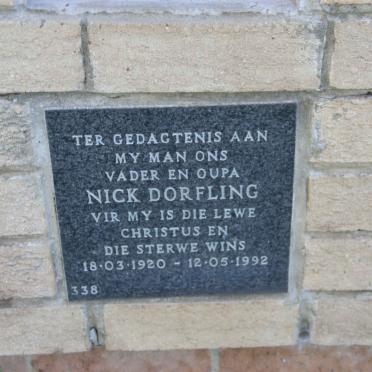 TER GEDAGTENIS AAN
MY MAN ONS
VADER EN OUPA
NICK DORFLING
VIR MY IS DIE LEWE
CHRISTUS EN
DIE STERWE WINS
18·03·1920 - 12·05·1992
338